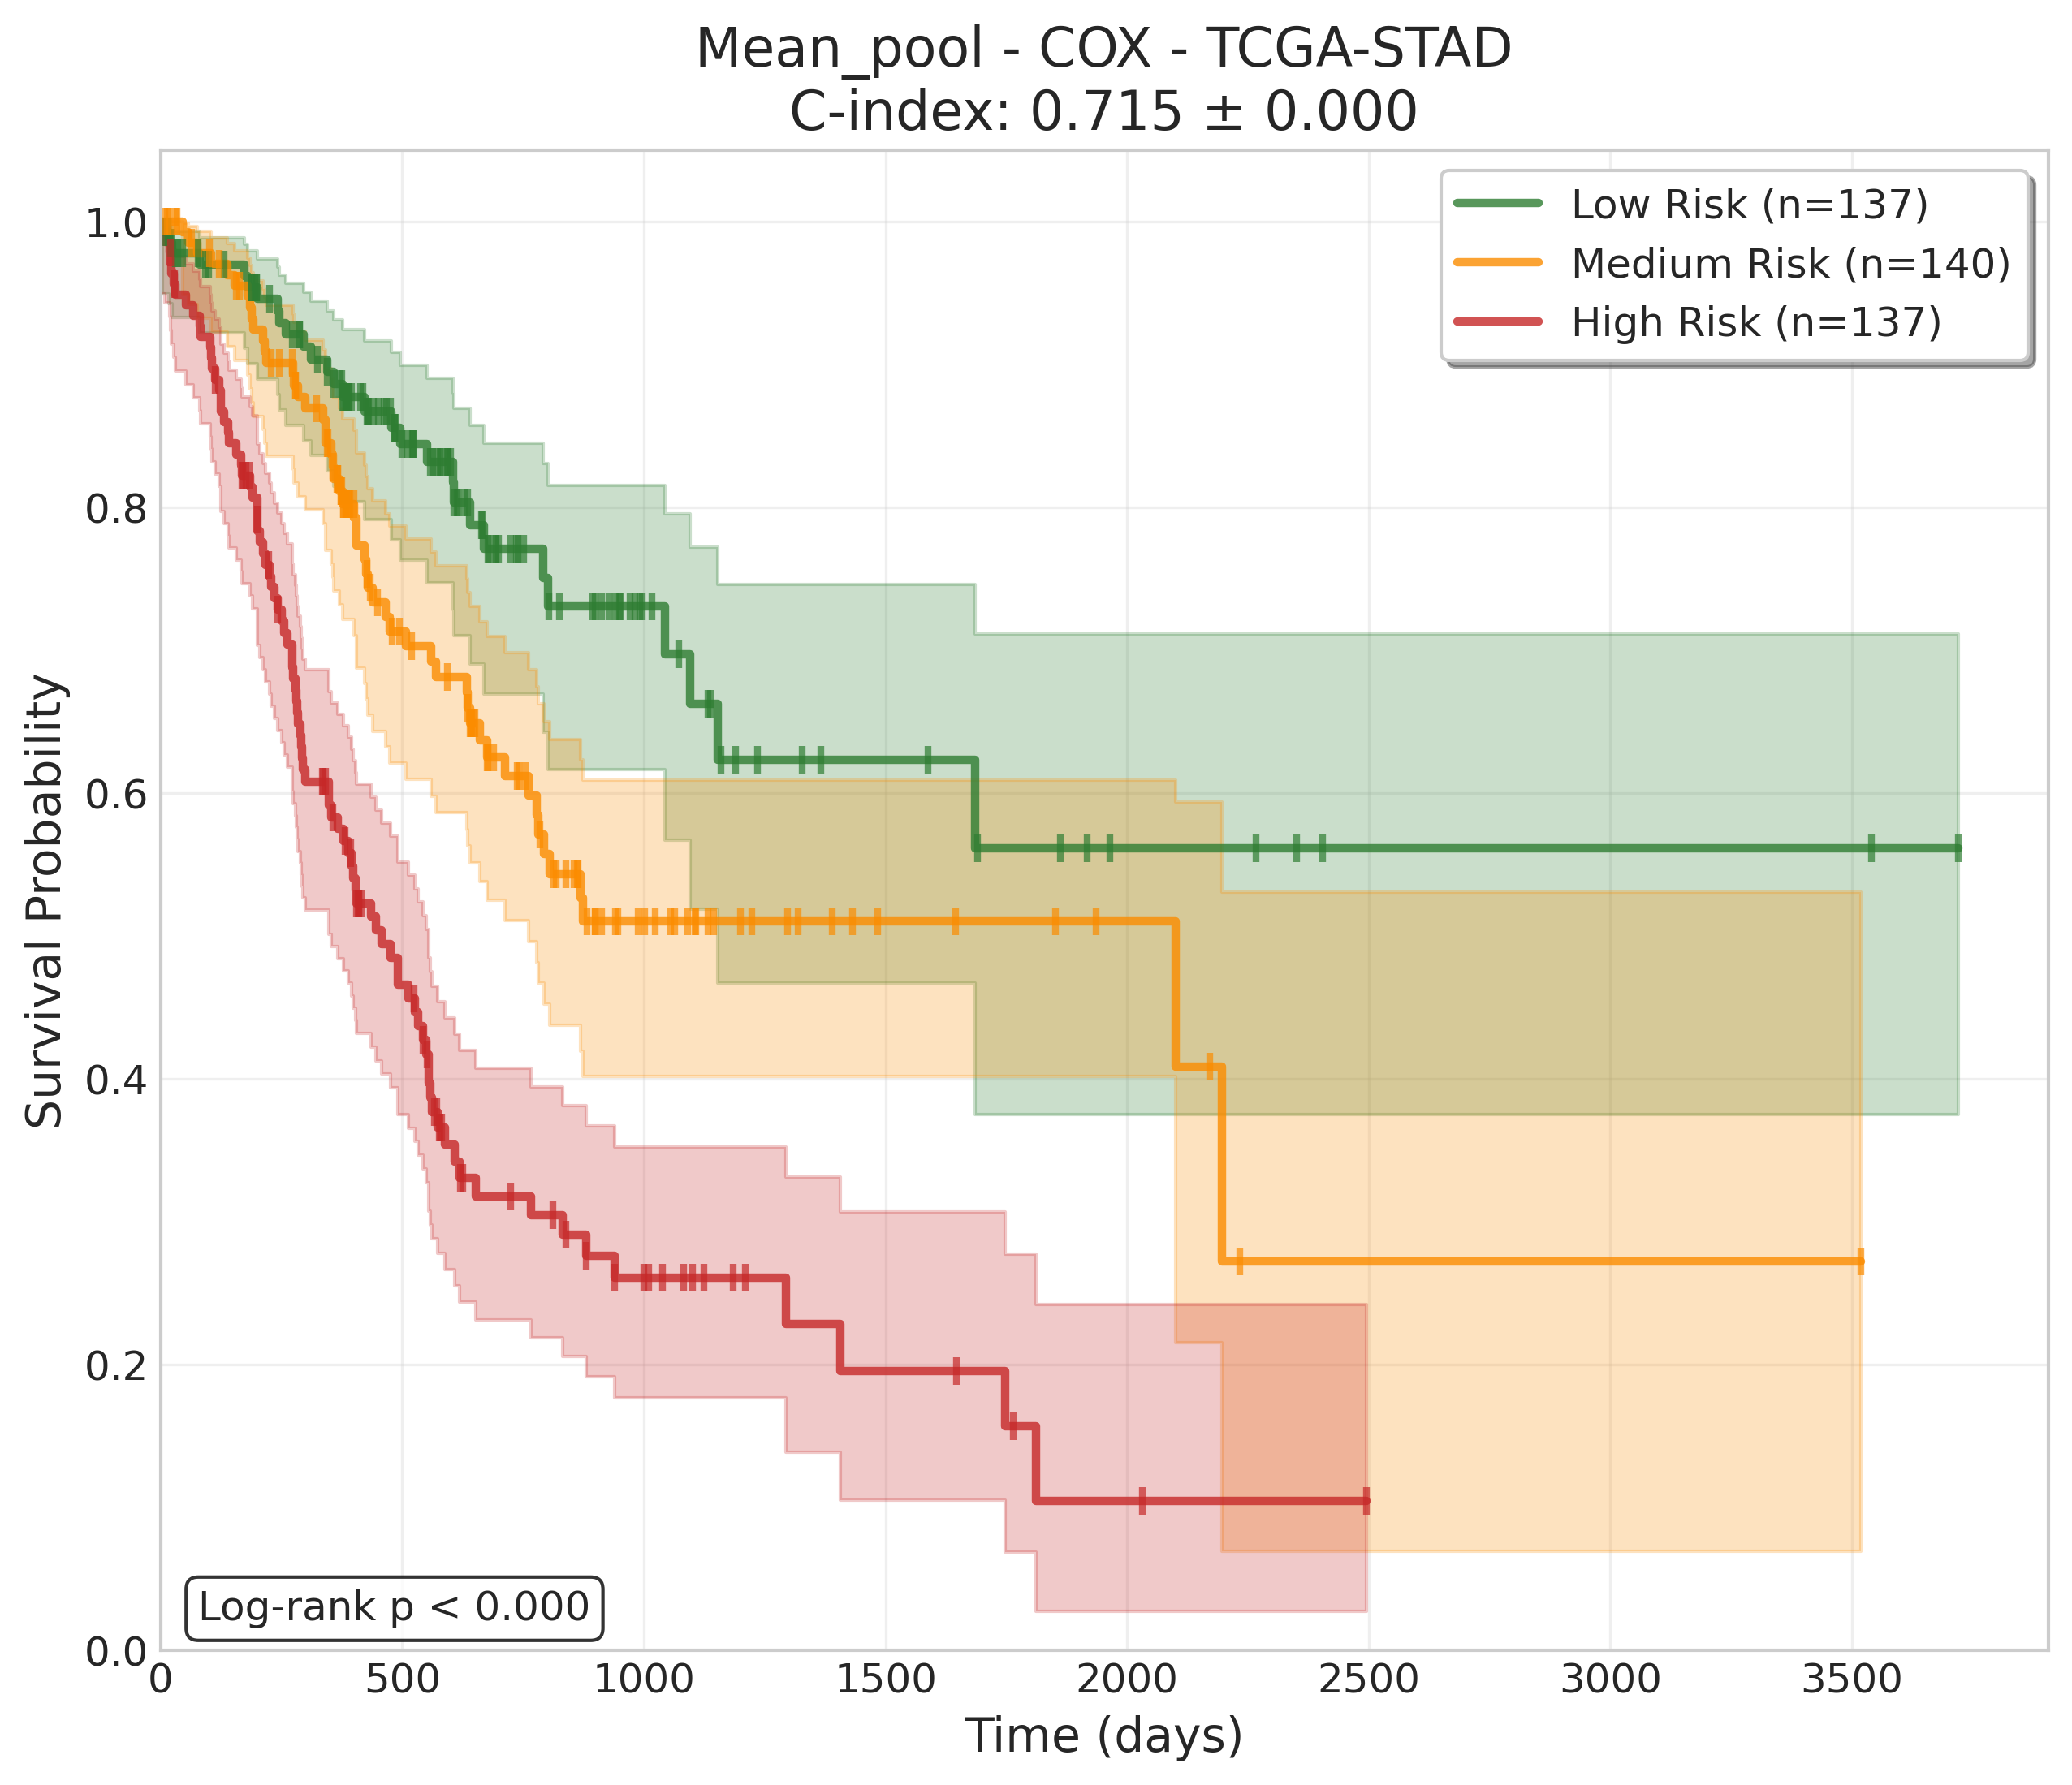 Mean_pool - COX - TCGA-STAD
C-index: 0.715 ± 0.000
Low Risk (n=137)
Medium Risk (n=140)
High Risk (n=137)
Survival Probability
1.0
0.8
0.6
0.4
0.2
0.0
Log-rank p < 0.000
0 500 1000 1500 2000 2500 3000 3500
Time (days)